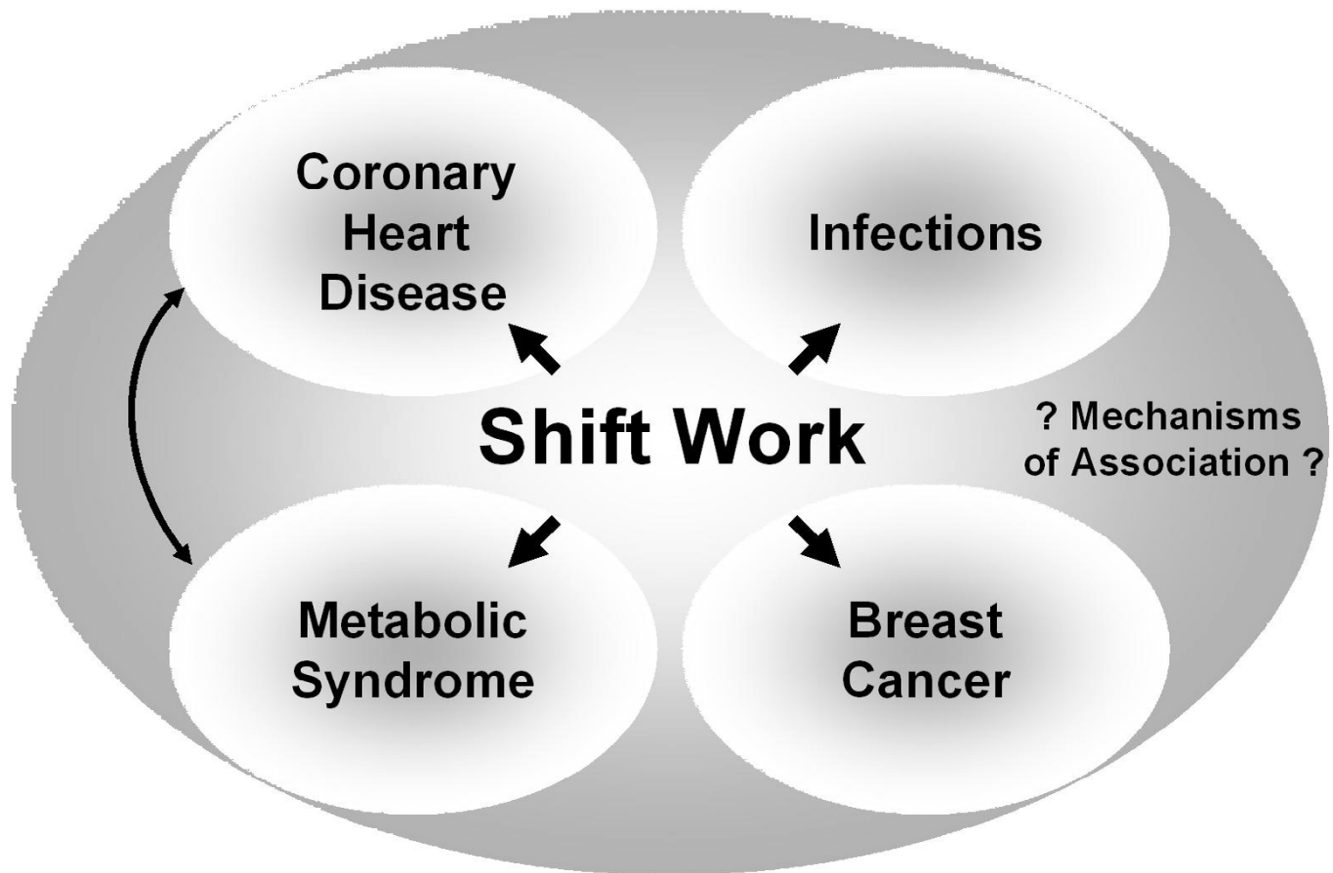 Coronary
Heart
Disease
Infections
Shift Work
? Mechanisms
of Association ?
Metabolic
Syndrome
Breast
Cancer